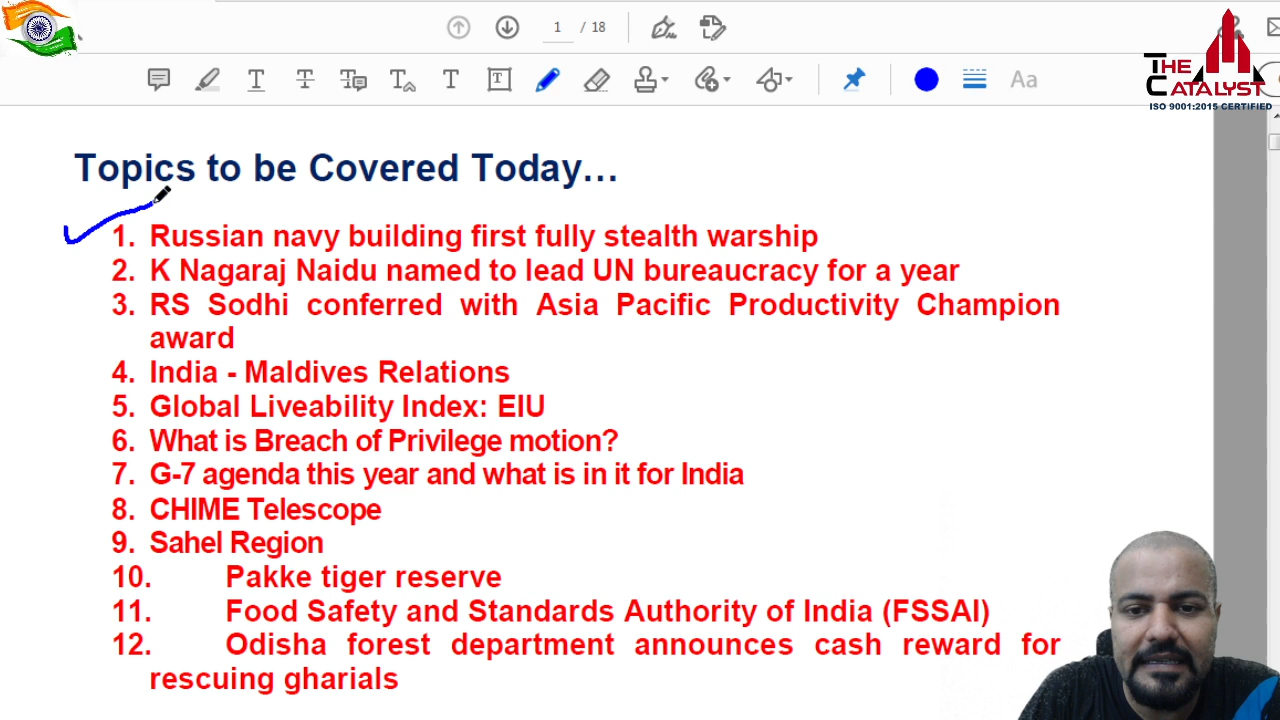 1 / 18
T T T T T T Aa
THE
CATALYST
ISO 9001:2015 CERTIFIED
Topics to be Covered Today...
1. Russian navy building first fully stealth warship
2. K Nagaraj Naidu named to lead UN bureaucracy for a year
3. RS Sodhi conferred with Asia Pacific Productivity Champion
award
4. India - Maldives Relations
5. Global Liveability Index: EIU
6. What is Breach of Privilege motion?
7. G-7 agenda this year and what is in it for India
8. CHIME Telescope
9. Sahel Region
10. Pakke tiger reserve
11. Food Safety and Standards Authority of India (FSSAI)
12. Odisha forest department announces cash reward for
rescuing gharials